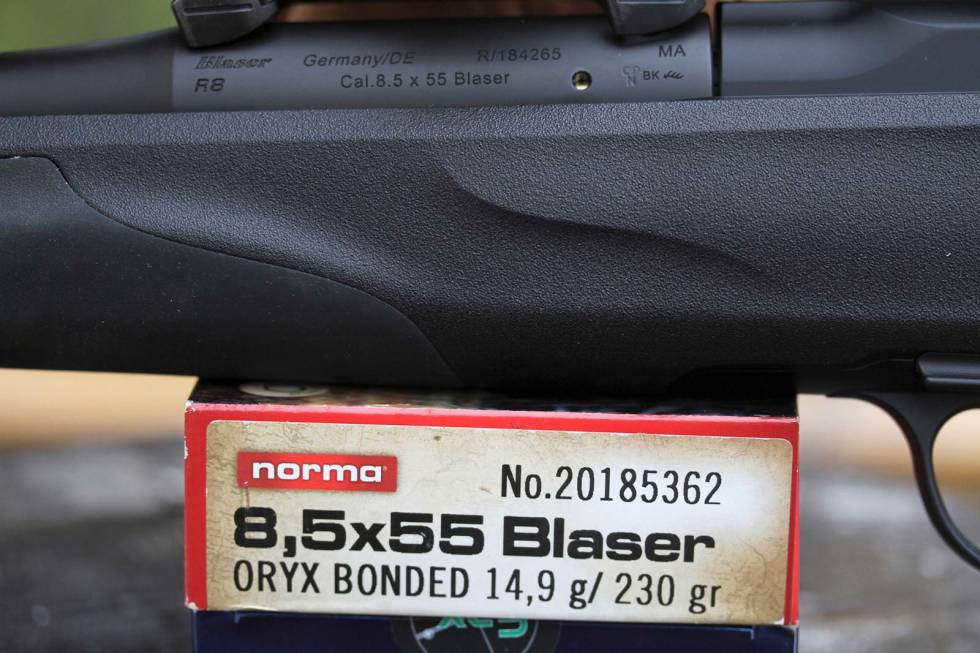 Blaser Germany/DE R/184265 MA
R8 Cal.8.5 x 55 Blaser BK
norma
No.20185362
8,5x55 Blaser
ORYX BONDED 14,9 g/ 230 gr